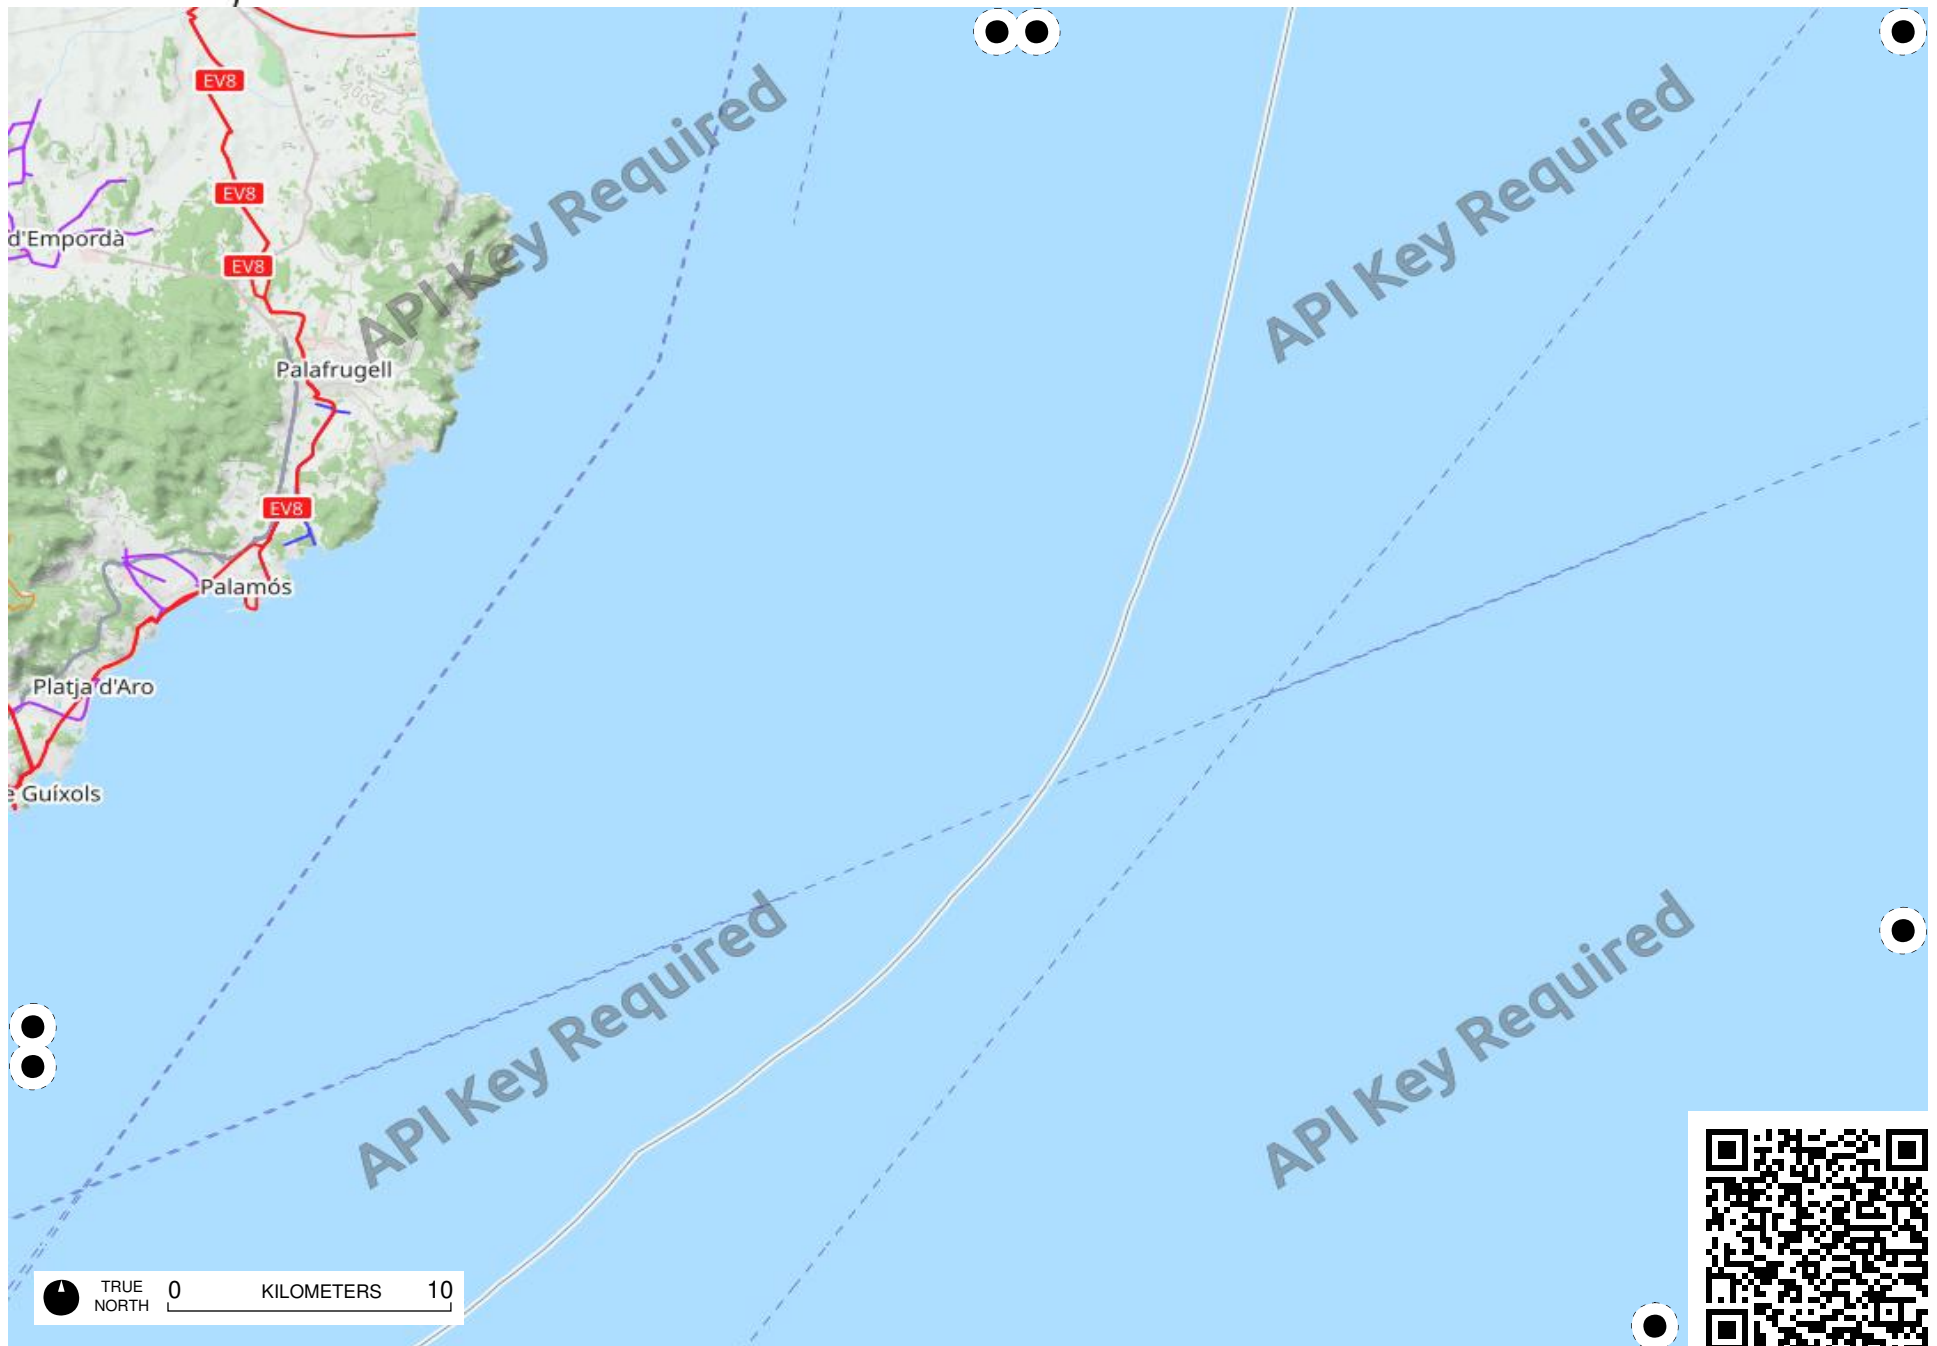 EV8
API Key Required
API Key Required
EV8
d'Empordà
EV8
Palafrugell
EV8
Palamós
Platja d'Aro
e Guíxols
API Key Required
API Key Required
TRUE NORTH
0 KILOMETERS 10